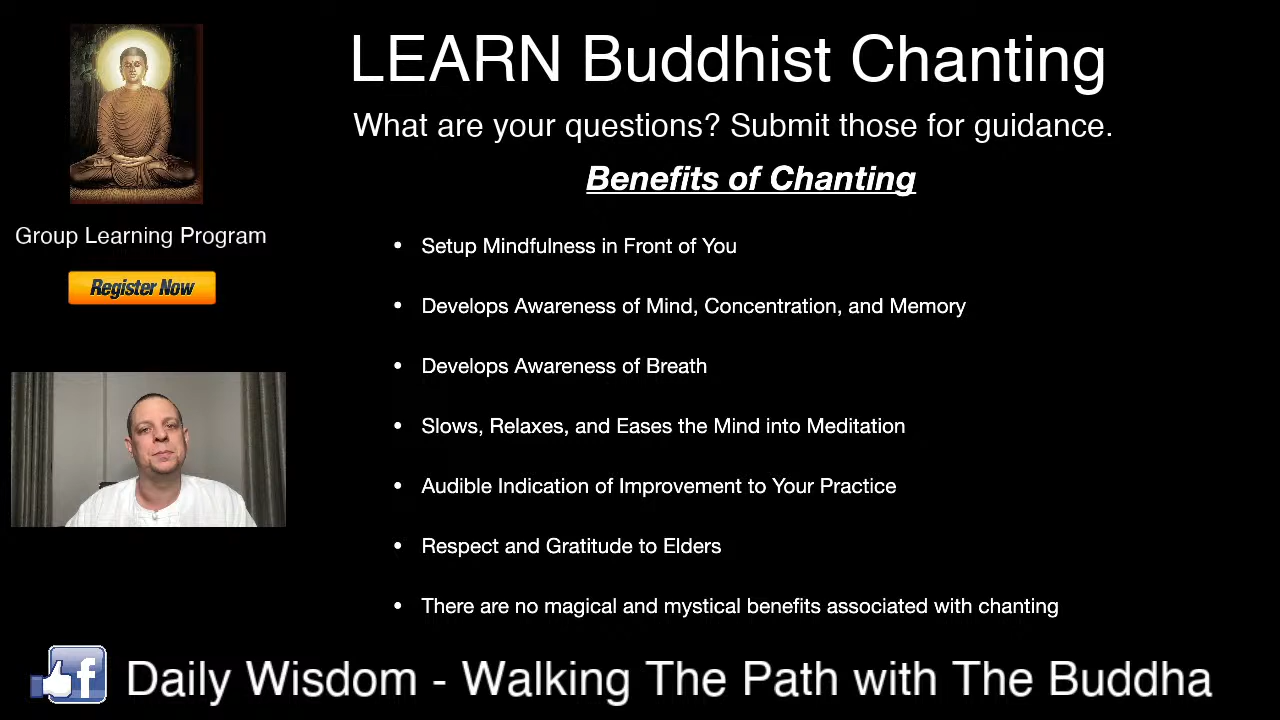 LEARN Buddhist Chanting
What are your questions? Submit those for guidance.
Benefits of Chanting
Group Learning Program
Register Now
• Setup Mindfulness in Front of You
• Develops Awareness of Mind, Concentration, and Memory
• Develops Awareness of Breath
• Slows, Relaxes, and Eases the Mind into Meditation
• Audible Indication of Improvement to Your Practice
• Respect and Gratitude to Elders
• There are no magical and mystical benefits associated with chanting
f Daily Wisdom - Walking The Path with The Buddha